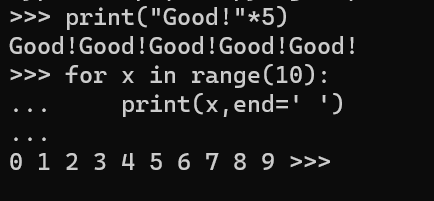 >>> print("Good!"*5)
Good!Good!Good!Good!Good!
>>> for x in range(10):
...     print(x,end=' ')
...
0 1 2 3 4 5 6 7 8 9 >>>